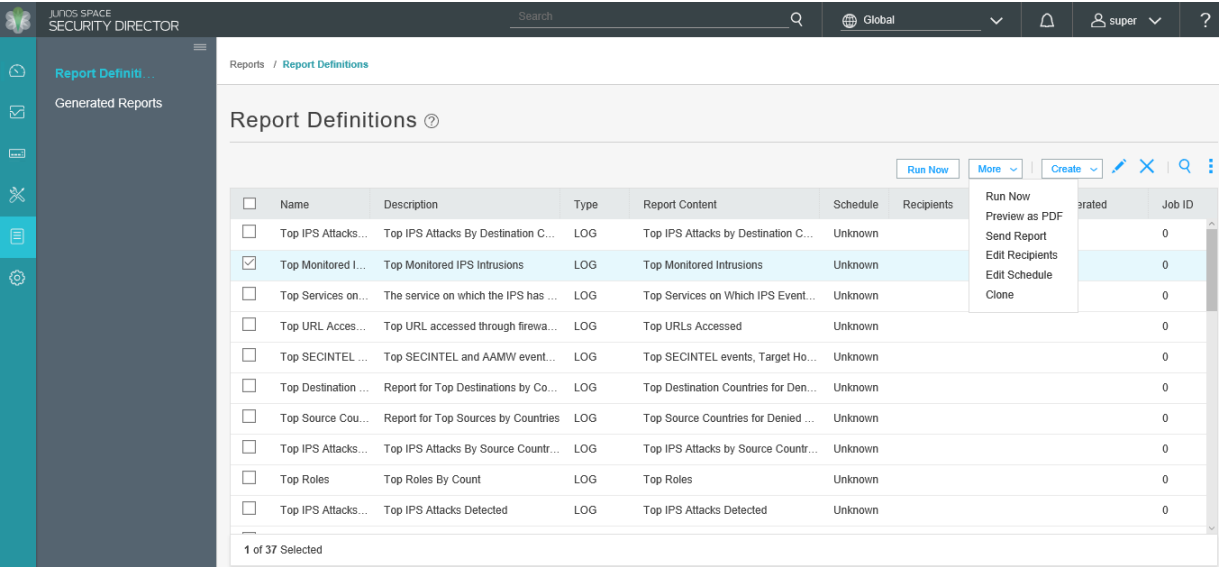 JUNOS SPACE
SECURITY DIRECTOR
Search
Global
super
?
Report Definiti...
Generated Reports
Reports / Report Definitions
Report Definitions ?
Run Now More Create
Run Now
Preview as PDF
Send Report
Edit Recipients
Edit Schedule
Clone
Name Description Type Report Content Schedule Recipients erated Job ID
Top IPS Attacks... Top IPS Attacks By Destination C... LOG Top IPS Attacks by Destination C... Unknown 0
Top Monitored I... Top Monitored IPS Intrusions LOG Top Monitored Intrusions Unknown 0
Top Services on... The service on which the IPS has ... LOG Top Services on Which IPS Event... Unknown 0
Top URL Acces... Top URL accessed through firewa... LOG Top URLs Accessed Unknown 0
Top SECINTEL ... Top SECINTEL and AAMW event... LOG Top SECINTEL events, Target Ho... Unknown 0
Top Destination ... Report for Top Destinations by Co... LOG Top Destination Countries for Den... Unknown 0
Top Source Cou... Report for Top Sources by Countries LOG Top Source Countries for Denied ... Unknown 0
Top IPS Attacks... Top IPS Attacks By Source Countr... LOG Top IPS Attacks by Source Countr... Unknown 0
Top Roles Top Roles By Count LOG Top Roles Unknown 0
Top IPS Attacks... Top IPS Attacks Detected LOG Top IPS Attacks Detected Unknown 0
1 of 37 Selected